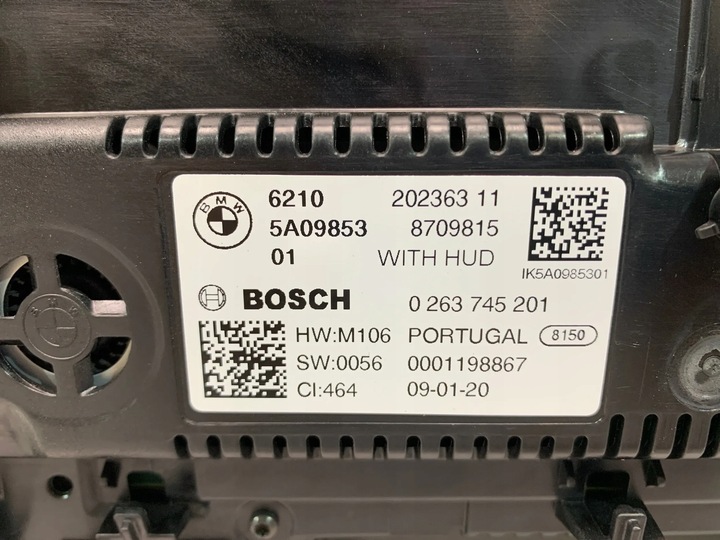 BMW
6210 202363 11
5A09853 8709815
01 WITH HUD
IK5A0985301
BOSCH 0 263 745 201
HW:M106 PORTUGAL 8150
SW:0056 0001198867
CI:464 09-01-20